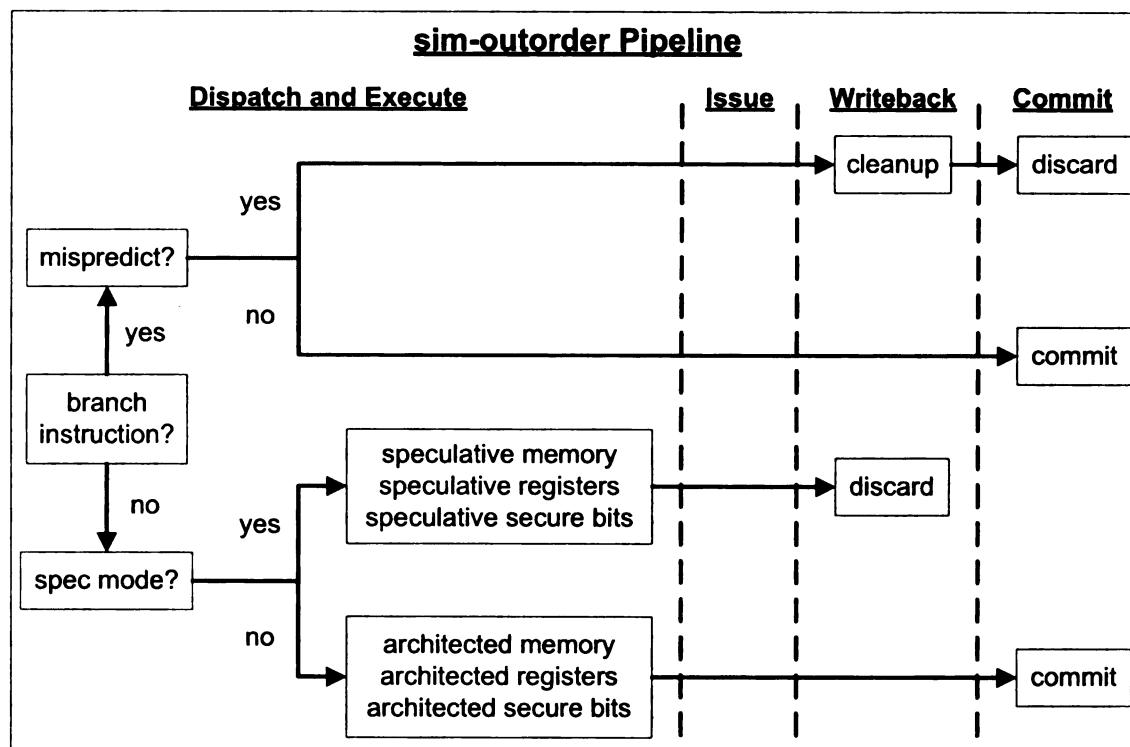 sim-outorder Pipeline
Dispatch and Execute
Issue
Writeback
Commit
cleanup
discard
yes
mispredict?
no
yes
commit
branch
instruction?
speculative memory
speculative registers
speculative secure bits
discard
no
yes
spec mode?
no
architected memory
architected registers
architected secure bits
commit